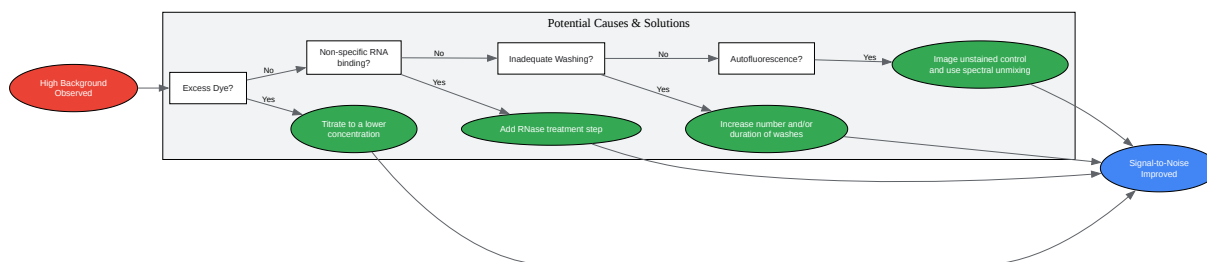 Potential Causes & Solutions
High Background
Observed
Excess Dye?
No
Yes
Non-specific RNA
binding?
No
Yes
Titrate to a lower
concentration
Inadequate Washing?
No
Yes
Add RNase treatment step
Autofluorescence?
Yes
Increase number and/or
duration of washes
Image unstained control
and use spectral unmixing
Signal-to-Noise
Improved